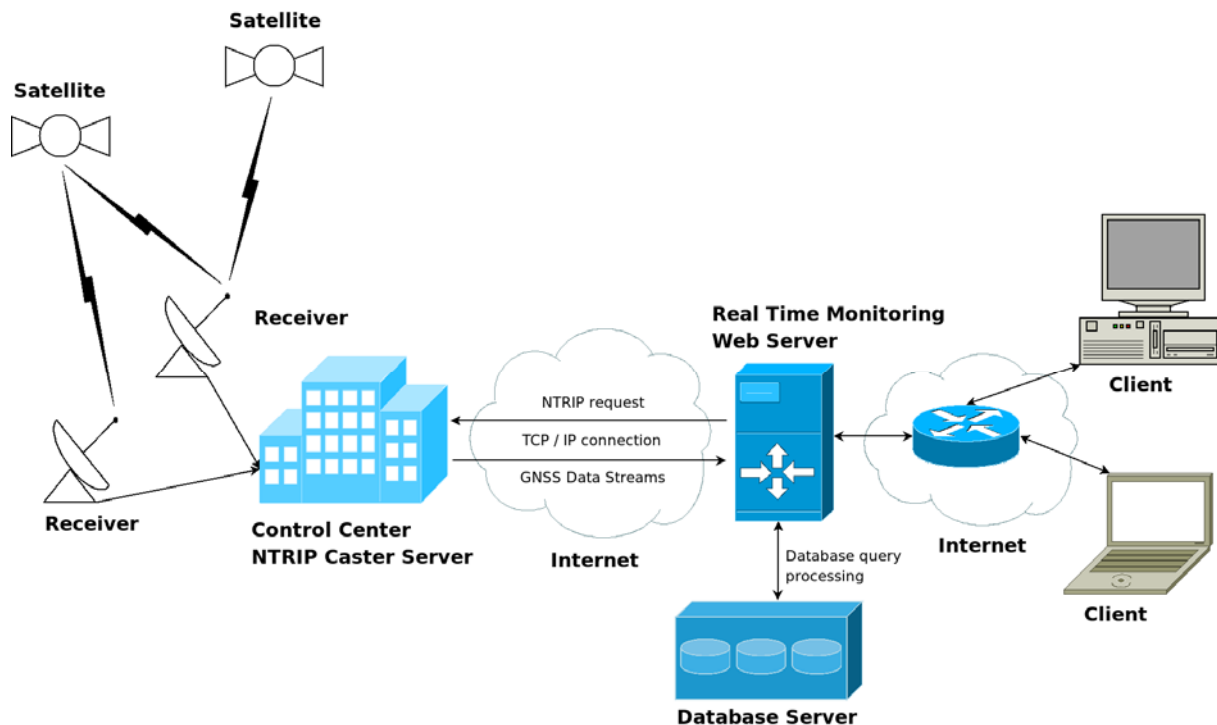 Satellite
Satellite
Receiver
Receiver
Control Center
NTRIP Caster Server
NTRIP request
TCP / IP connection
GNSS Data Streams
Internet
Real Time Monitoring
Web Server
Database query
processing
Database Server
Internet
Client
Client